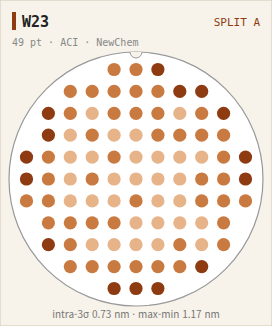 W23 SPLIT A
49 pt · ACI · NewChem
intra-3σ 0.73 nm · max-min 1.17 nm